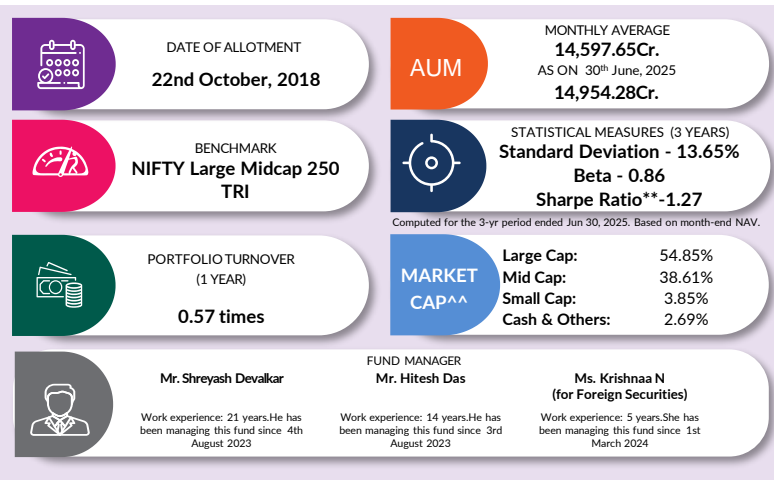 DATE OF ALLOTMENT
22nd October, 2018
AUM
MONTHLY AVERAGE
14,597.65Cr.
AS ON 30th June, 2025
14,954.28Cr.
BENCHMARK
NIFTY Large Midcap 250
TRI
STATISTICAL MEASURES (3 YEARS)
Standard Deviation - 13.65%
Beta - 0.86
Sharpe Ratio**-1.27
Computed for the 3-yr period ended Jun 30, 2025. Based on month-end NAV.
PORTFOLIO TURNOVER
(1 YEAR)
0.57 times
MARKET
CAP^^
Large Cap: 54.85%
Mid Cap: 38.61%
Small Cap: 3.85%
Cash & Others: 2.69%
FUND MANAGER
Mr. Shreyash Devalkar
Work experience: 21 years.He has
been managing this fund since 4th
August 2023
Mr. Hitesh Das
Work experience: 14 years.He has
been managing this fund since 3rd
August 2023
Ms. Krishnaa N
(for Foreign Securities)
Work experience: 5 years.She has
been managing this fund since 1st
March 2024